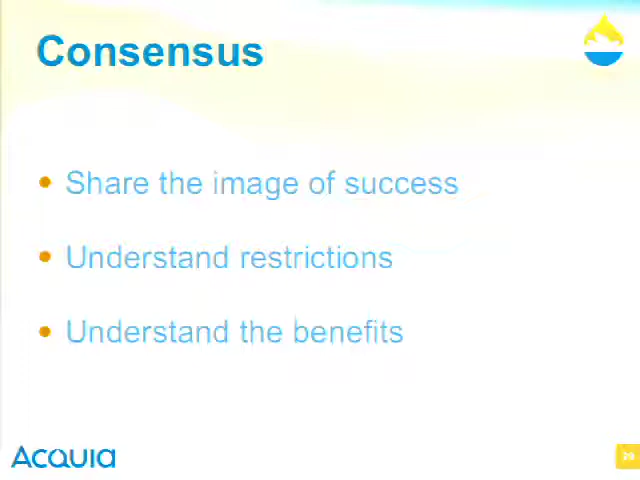 Consensus
Share the image of success
Understand restrictions
Understand the benefits
Acquia